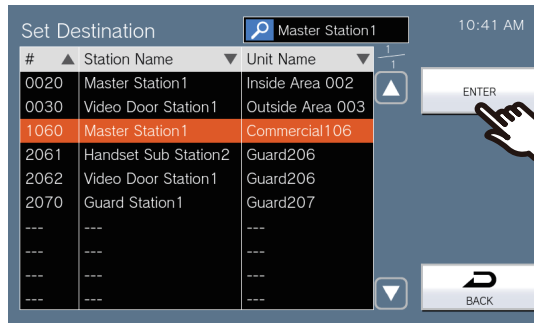 Set Destination Master Station1 10:41 AM
# ▲ Station Name ▼ Unit Name ▼ 1/1
0020 Master Station1 Inside Area 002
0030 Video Door Station1 Outside Area 003
1060 Master Station1 Commercial106
2061 Handset Sub Station2 Guard206
2062 Video Door Station1 Guard206
2070 Guard Station1 Guard207
--- --- ---
--- --- ---
--- --- ---
--- --- ---
ENTER
BACK